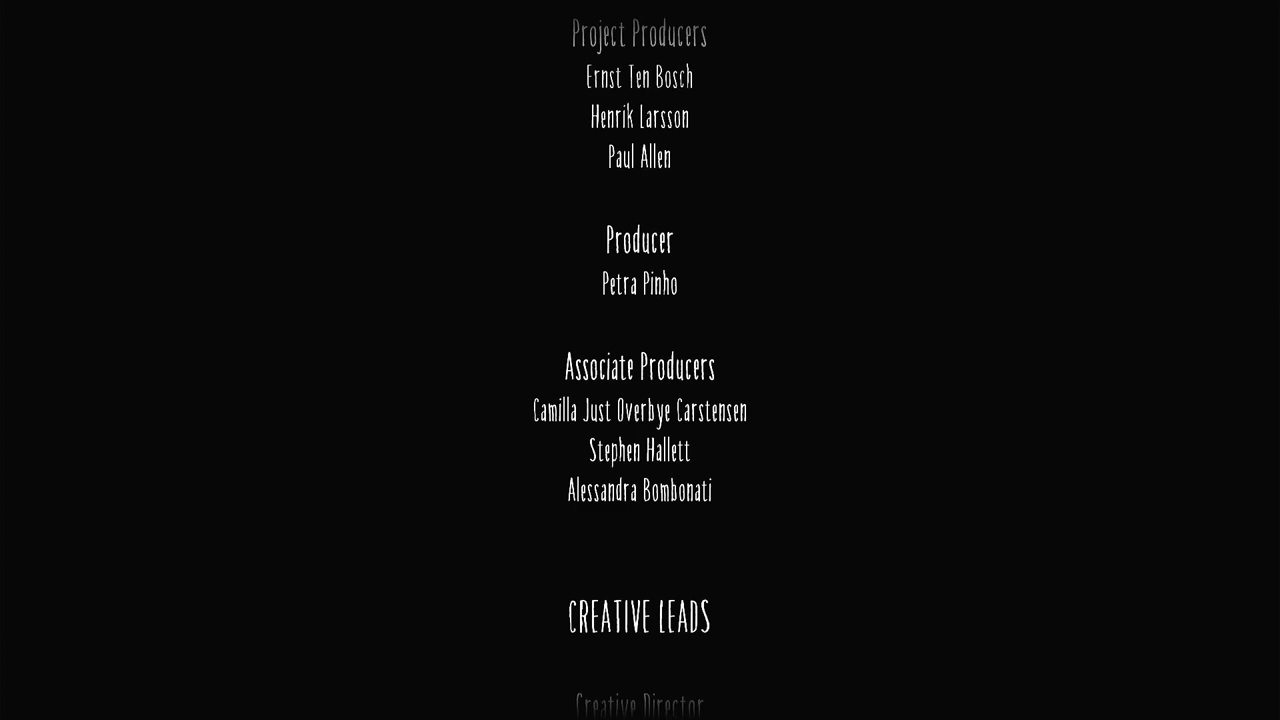 Project Producers
Ernst Ten Bosch
Henrik Larsson
Paul Allen
Producer
Petra Pinho
Associate Producers
Camilla Just Overbye Carstensen
Stephen Hallett
Alessandra Bombonati
CREATIVE LEADS
Creative Director